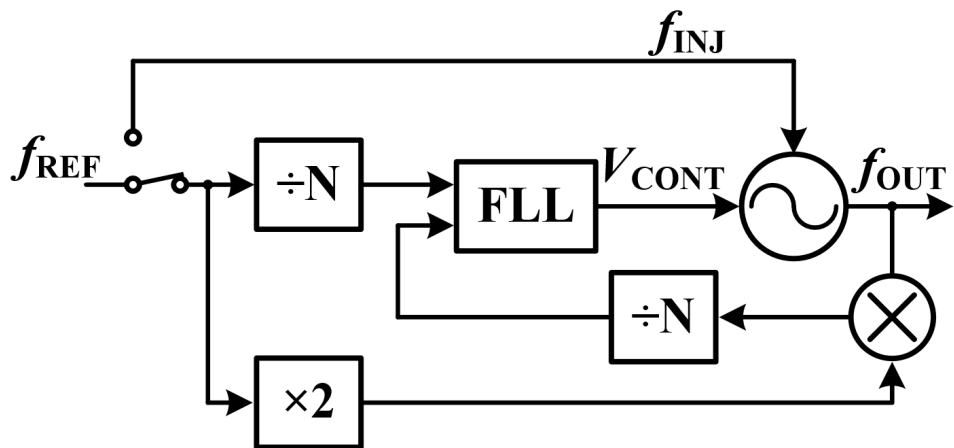 fINJ
fREF
÷N
FLL
VCONT
fOUT
÷N
×2